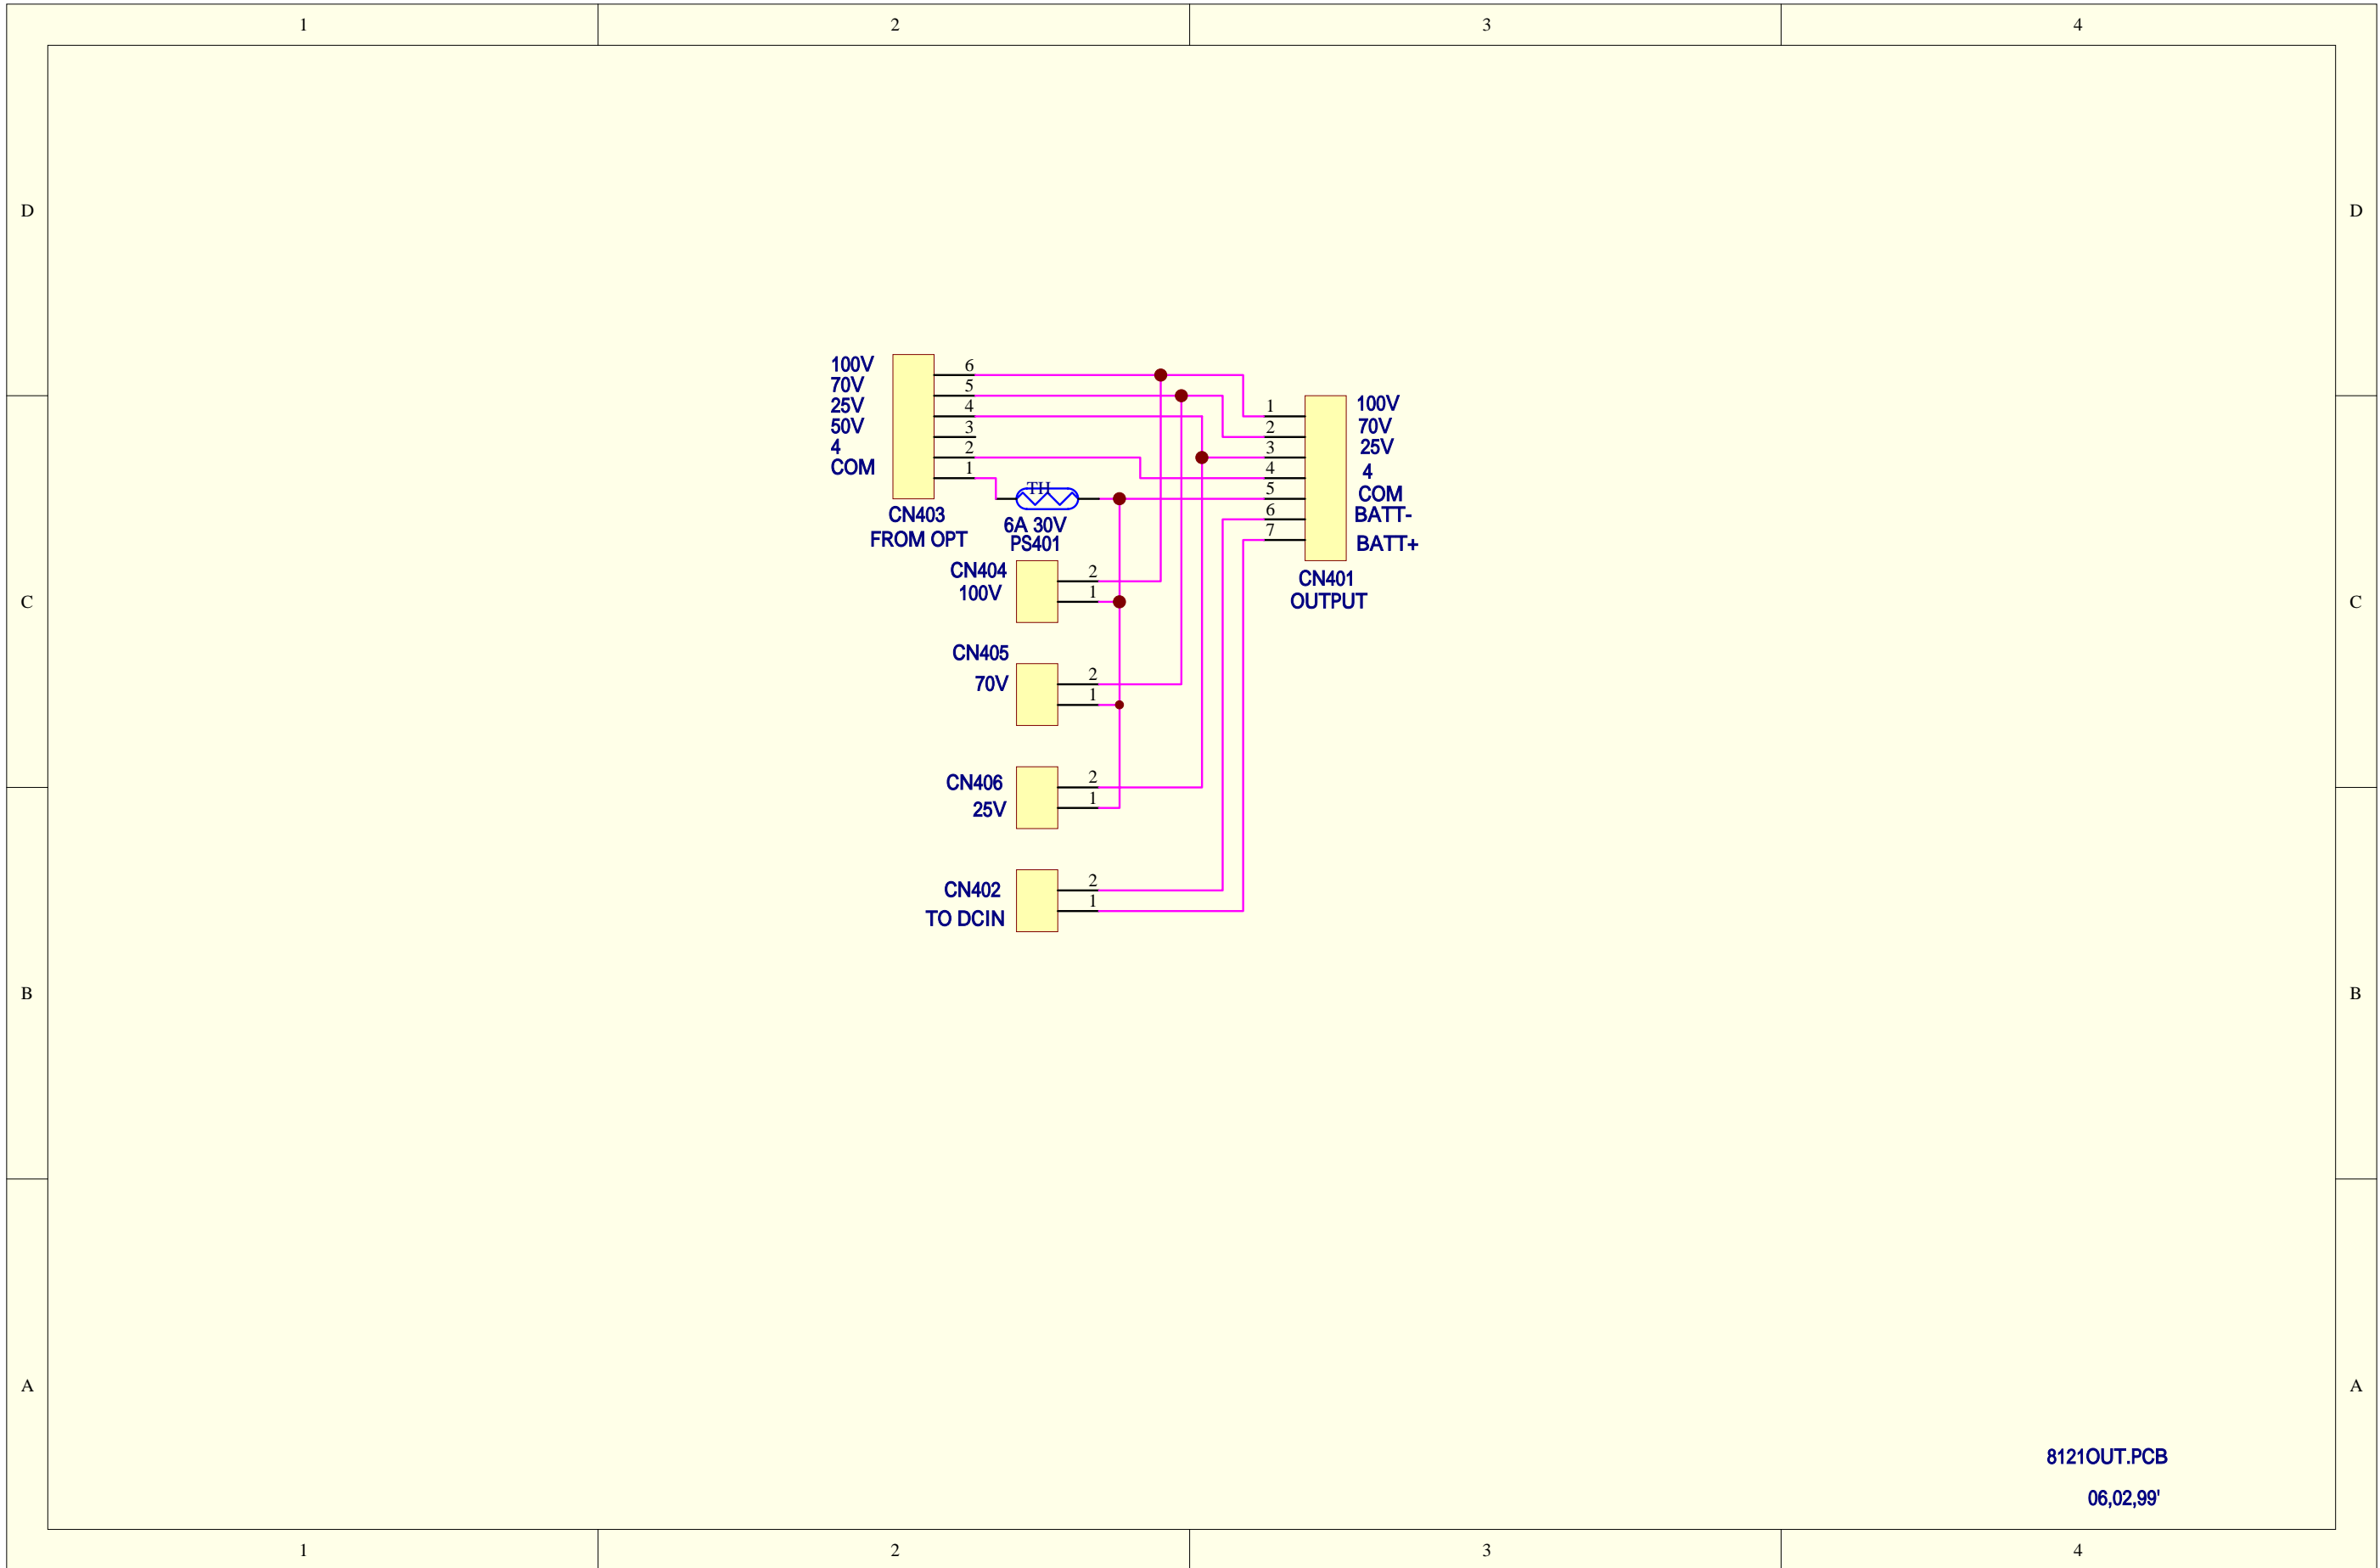 1 2 3 4
D D
100V
70V
25V
50V
4
COM
6
5
4
3
2
1
CN403
FROM OPT
TH
6A 30V
PS401
1
2
3
4
5
6
7
100V
70V
25V
4
COM
BATT-
BATT+
CN401
OUTPUT
CN404
100V
2
1
C C
CN405
70V
2
1
CN406
25V
2
1
CN402
TO DCIN
2
1
B B
A A
8121OUT.PCB
06,02,99'
1 2 3 4